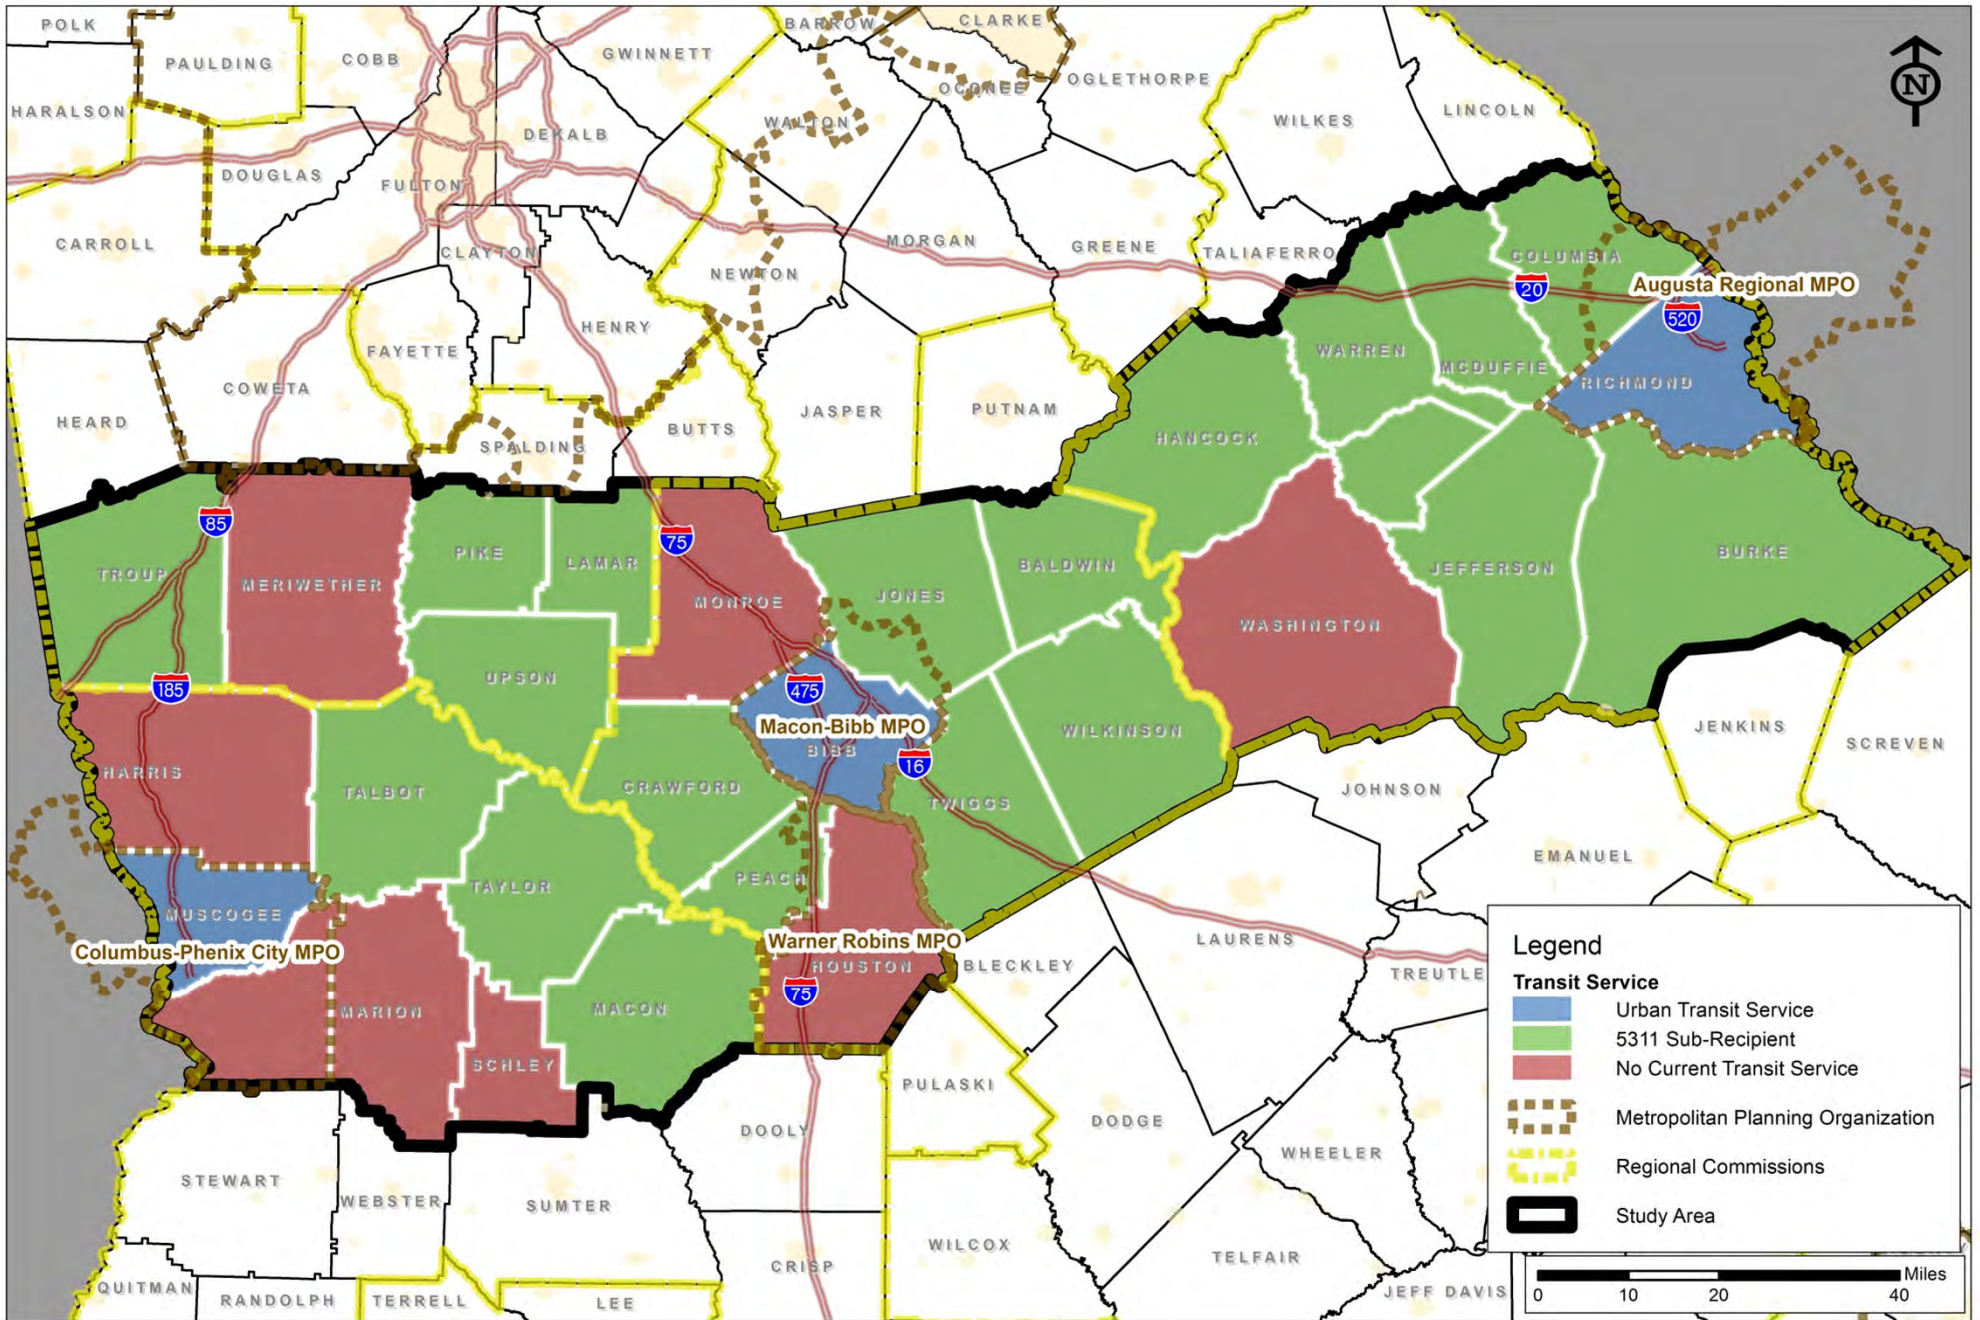 POLK
BARROW
CLARKE
PAULDING
COBB
GWINNETT
OGLETHORPE
OCONEE
HARALSON
WALTON
DEKALB
WILKES
LINCOLN
DOUGLAS
FULTON
CARROLL
CLAYTON
MORGAN
GREENE
TALIAFERRO
COLUMBIA
NEWTON
20
Augusta Regional MPO
520
HENRY
FAYETTE
WARREN
MCDUFFIE
RICHMOND
COWETA
HEARD
JASPER
PUTNAM
SPALDING
BUTTS
HANCOCK
85
75
PIKE
LAMAR
BALDWIN
BURKE
TROUP
MERIWETHER
MONROE
JONES
JEFFERSON
WASHINGTON
UPSON
185
475
Macon-Bibb MPO
BIBB
16
WILKINSON
JENKINS
SCREVEN
HARRIS
TALBOT
CRAWFORD
TWIGGS
JOHNSON
EMANUEL
PEACH
TAYLOR
MUSCOGEE
Columbus-Phenix City MPO
Warner Robins MPO
HOUSTON
BLECKLEY
LAURENS
TREUTLE
75
MARION
MACON
SCHLEY
PULASKI
DODGE
DOOLY
WHEELER
STEWART
WEBSTER
SUMTER
WILCOX
TELFAIR
CRISP
QUITMAN
RANDOLPH
TERRELL
LEE
JEFF DAVIS
N
Legend
Transit Service
Urban Transit Service
5311 Sub-Recipient
No Current Transit Service
Metropolitan Planning Organization
Regional Commissions
Study Area
Miles
0 10 20 40